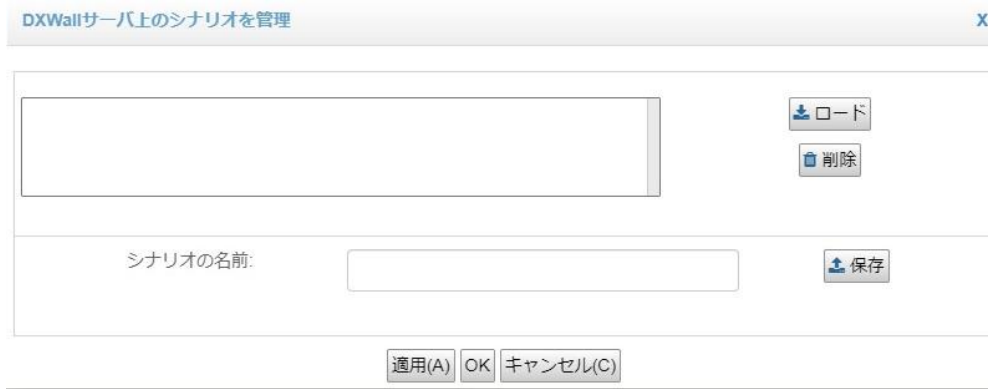 DXWallサーバ上のシナリオを管理 X
ロード
削除
シナリオの名前:
保存
適用(A) OK キャンセル(C)